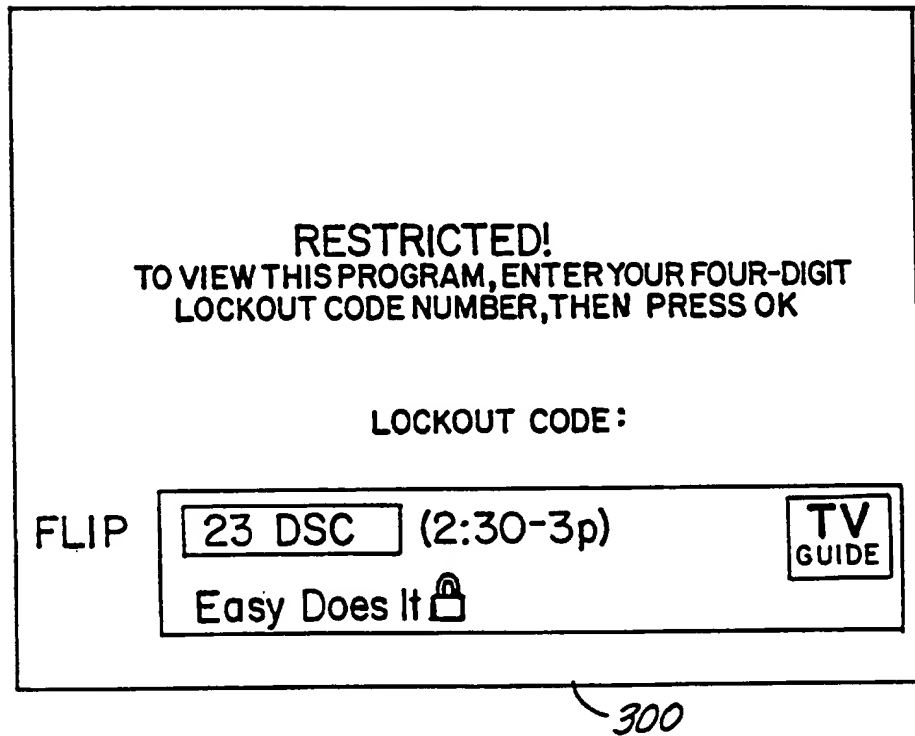 RESTRICTED!
TO VIEW THIS PROGRAM, ENTER YOUR FOUR-DIGIT
LOCKOUT CODE NUMBER, THEN PRESS OK
LOCKOUT CODE:
FLIP
23 DSC (2:30-3p)
TV
GUIDE
Easy Does It
300